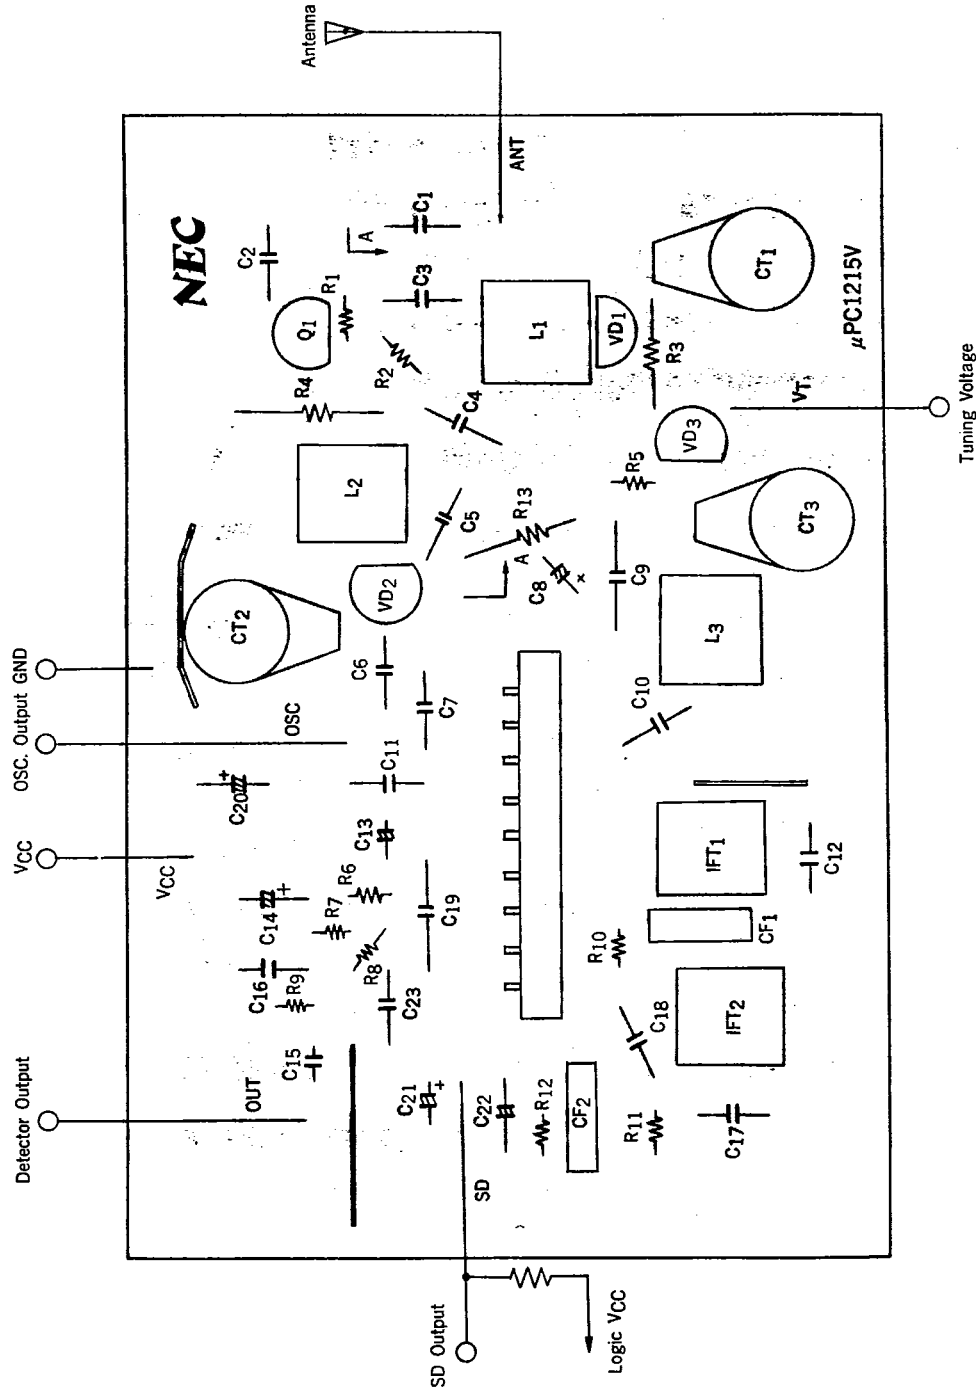 Detector Output
VCC
OSC. Output GND
Antenna
NEC
ANT
OUT
VCC
OSC
C15
R9
C16
C14
+
C20
+
CT2
L2
R4
Q1
C2
R1
A
R7
R6
C13
C11
C6
VD2
R2
C3
C1
C21
+
C23
R8
C19
C7
C5
C4
SD
C22
R12
CF2
R10
A
R13
C8
+
C9
R5
L1
VD1
R3
C10
L3
VD3
VT
CT3
CT1
µPC1215V
R11
C17
C18
IFT2
CF1
IFT1
C12
SD Output
Logic VCC
Tuning Voltage